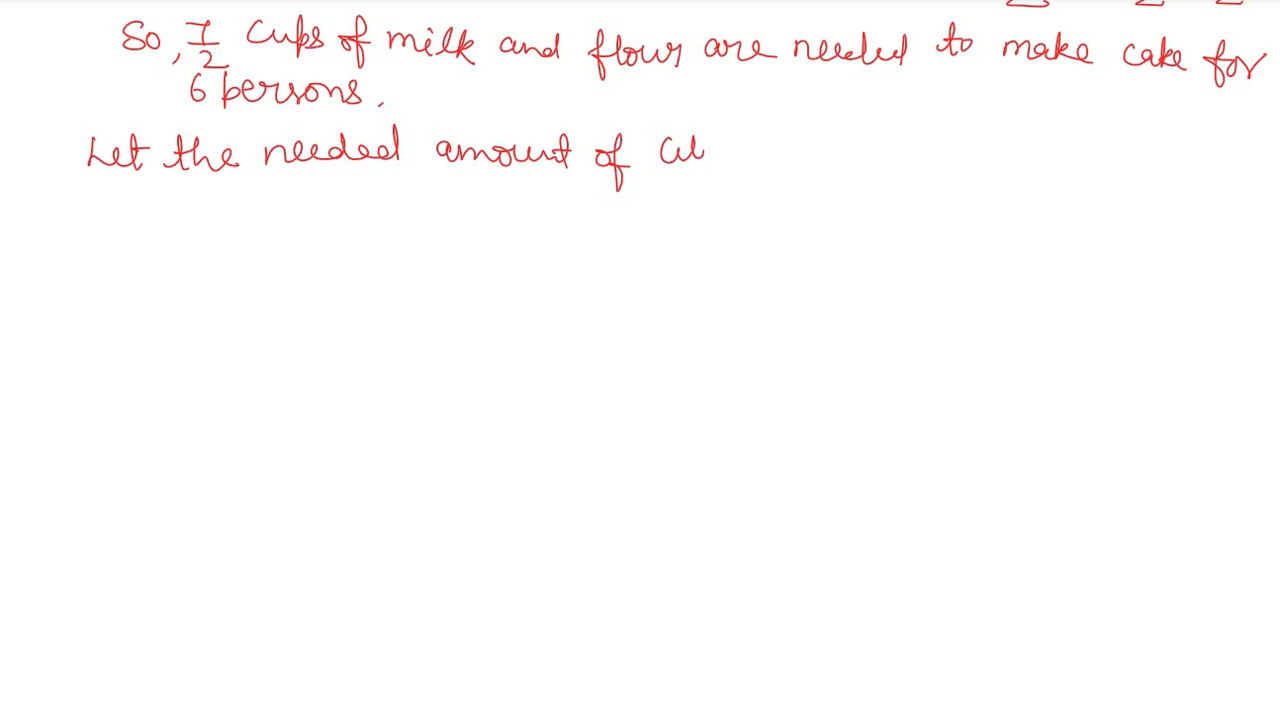 So, 7/2 cups of milk and flour are needed to make cake for
6 persons.
Let the needed amount of cu